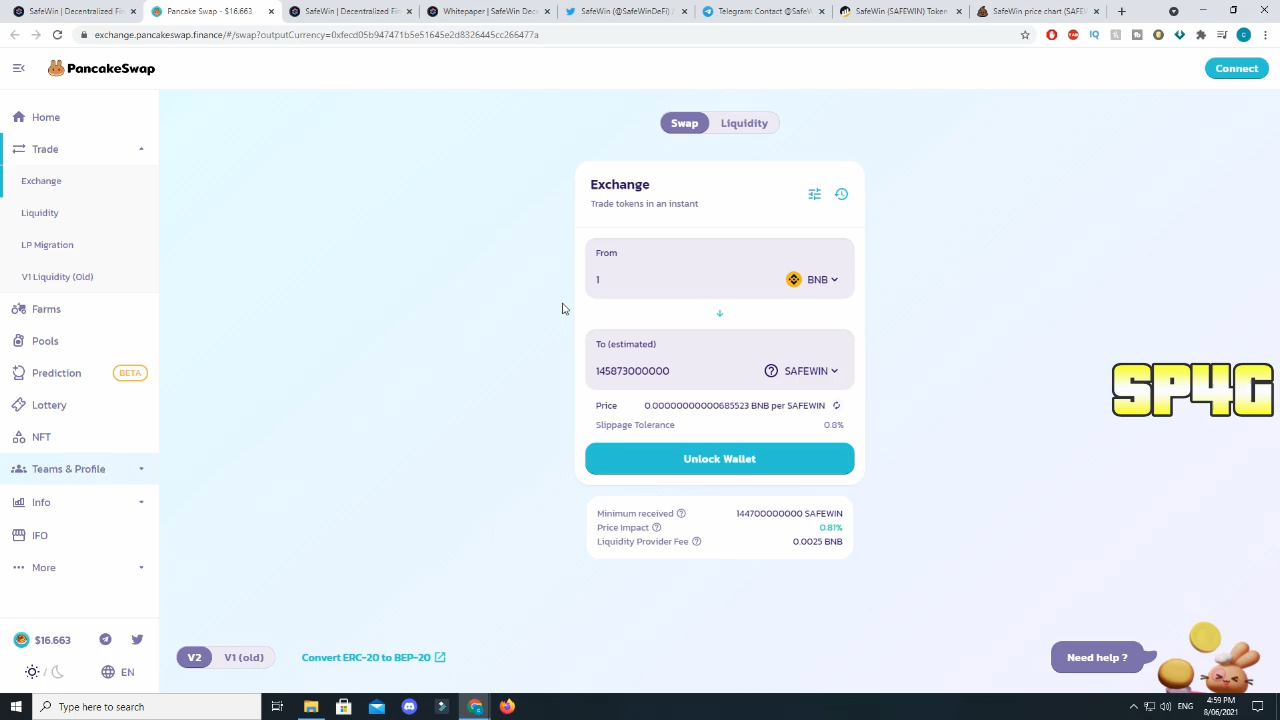 SafeWin | Decentralized Fin
Pancake Swap - $16.663
SafeWin | Decentralized Fin
Whitepaper | SafeWin Dece
SafeWin (@SafeWinDeFi) /
Telegram: Contact @SafeW
SafeWin (SAFEWIN) Token
SafeWin price chart (SAFE
exchange.pancakeswap.finance/#/swap?outputCurrency=0xfecd05b947471b5e51645e2d8326445cc266477a
PancakeSwap
Connect
Home
Trade
Exchange
Liquidity
LP Migration
V1 Liquidity (Old)
Farms
Pools
Prediction BETA
Lottery
NFT
Teams & Profile
Info
IFO
More
$16.663
EN
Swap Liquidity
Exchange
Trade tokens in an instant
From
1 BNB
To (estimated)
145873000000 SAFEWIN
Price 0.00000000000685523 BNB per SAFEWIN
Slippage Tolerance 0.8%
Unlock Wallet
Minimum received 144700000000 SAFEWIN
Price Impact 0.81%
Liquidity Provider Fee 0.0025 BNB
SP4G
V2 V1 (old)
Convert ERC-20 to BEP-20
Need help ?
Type here to search
ENG
4:59 PM
8/06/2021